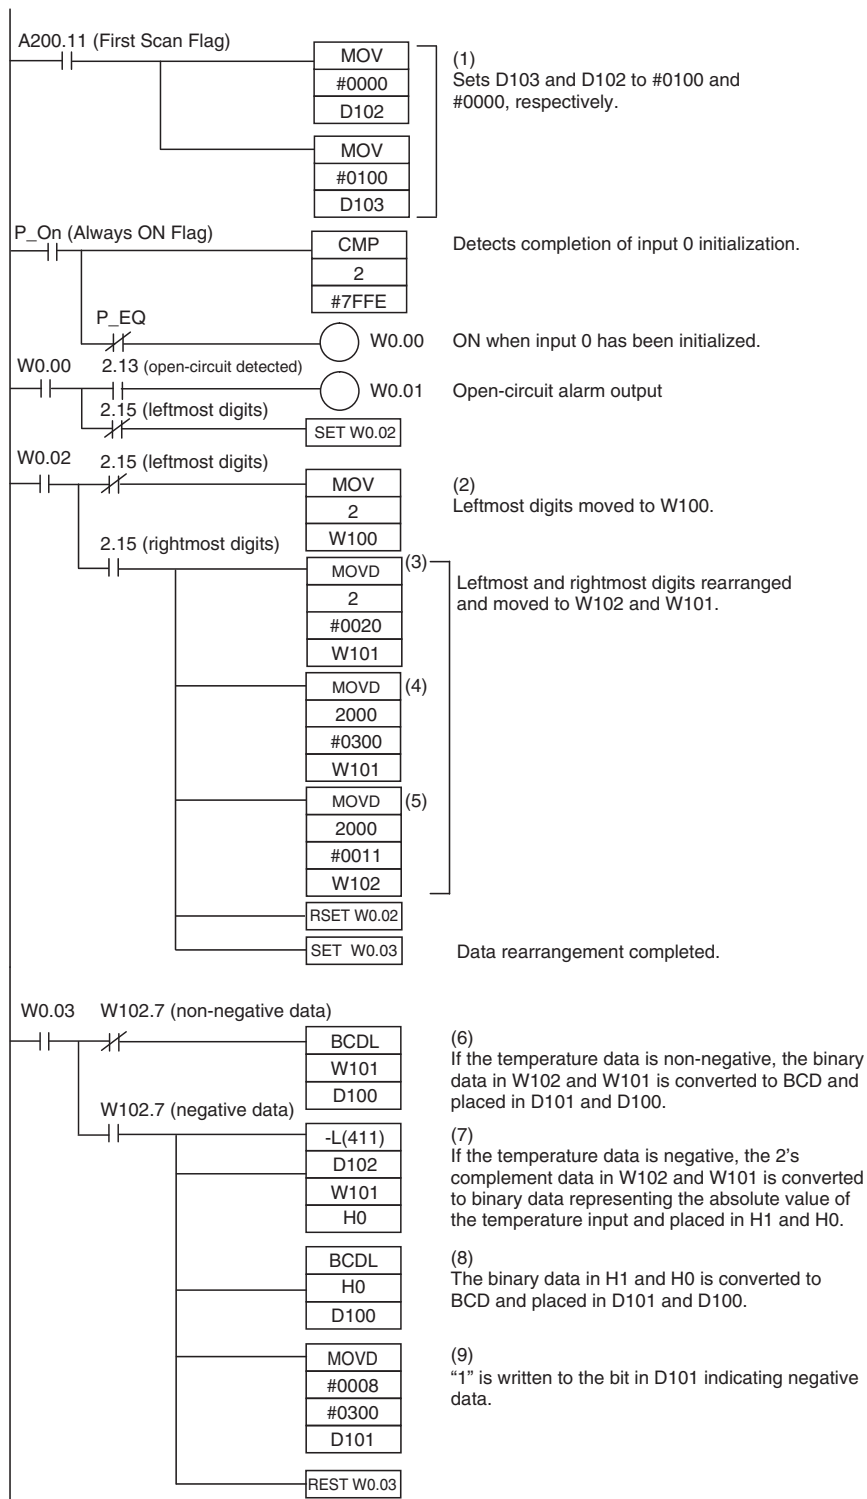 A200.11 (First Scan Flag)
MOV
#0000
D102
(1)
Sets D103 and D102 to #0100 and
#0000, respectively.
MOV
#0100
D103
P_On (Always ON Flag)
CMP
2
#7FFE
Detects completion of input 0 initialization.
P_EQ
W0.00
ON when input 0 has been initialized.
W0.00
2.13 (open-circuit detected)
W0.01
Open-circuit alarm output
2.15 (leftmost digits)
SET W0.02
W0.02
2.15 (leftmost digits)
MOV
2
W100
(2)
Leftmost digits moved to W100.
2.15 (rightmost digits)
MOVD
2
#0020
W101
(3)
Leftmost and rightmost digits rearranged
and moved to W102 and W101.
MOVD
2000
#0300
W101
(4)
MOVD
2000
#0011
W102
(5)
RSET W0.02
SET W0.03
Data rearrangement completed.
W0.03
W102.7 (non-negative data)
BCDL
W101
D100
(6)
If the temperature data is non-negative, the binary
data in W102 and W101 is converted to BCD and
placed in D101 and D100.
W102.7 (negative data)
-L(411)
D102
W101
H0
(7)
If the temperature data is negative, the 2's
complement data in W102 and W101 is converted
to binary data representing the absolute value of
the temperature input and placed in H1 and H0.
BCDL
H0
D100
(8)
The binary data in H1 and H0 is converted to
BCD and placed in D101 and D100.
MOVD
#0008
#0300
D101
(9)
“1” is written to the bit in D101 indicating negative
data.
REST W0.03